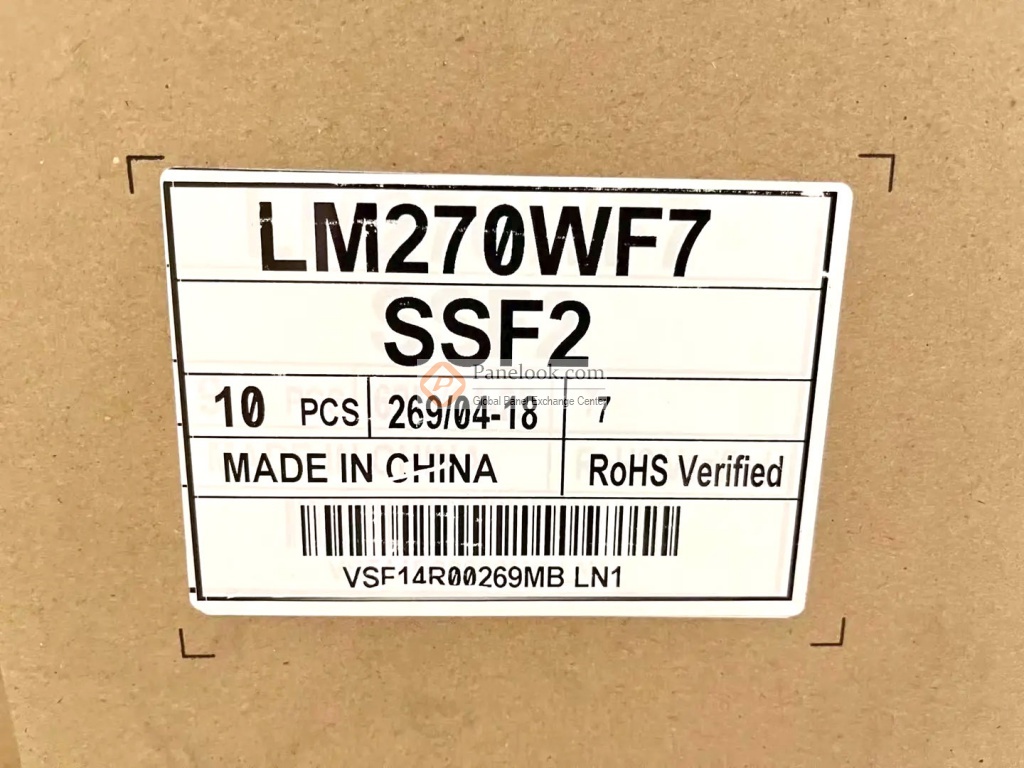 LM270WF7
SSF2
Panelook.com
Global Panel Exchange Center
10 PCS 269/04-18 7
MADE IN CHINA RoHS Verified
VSF14R00269MB LN1